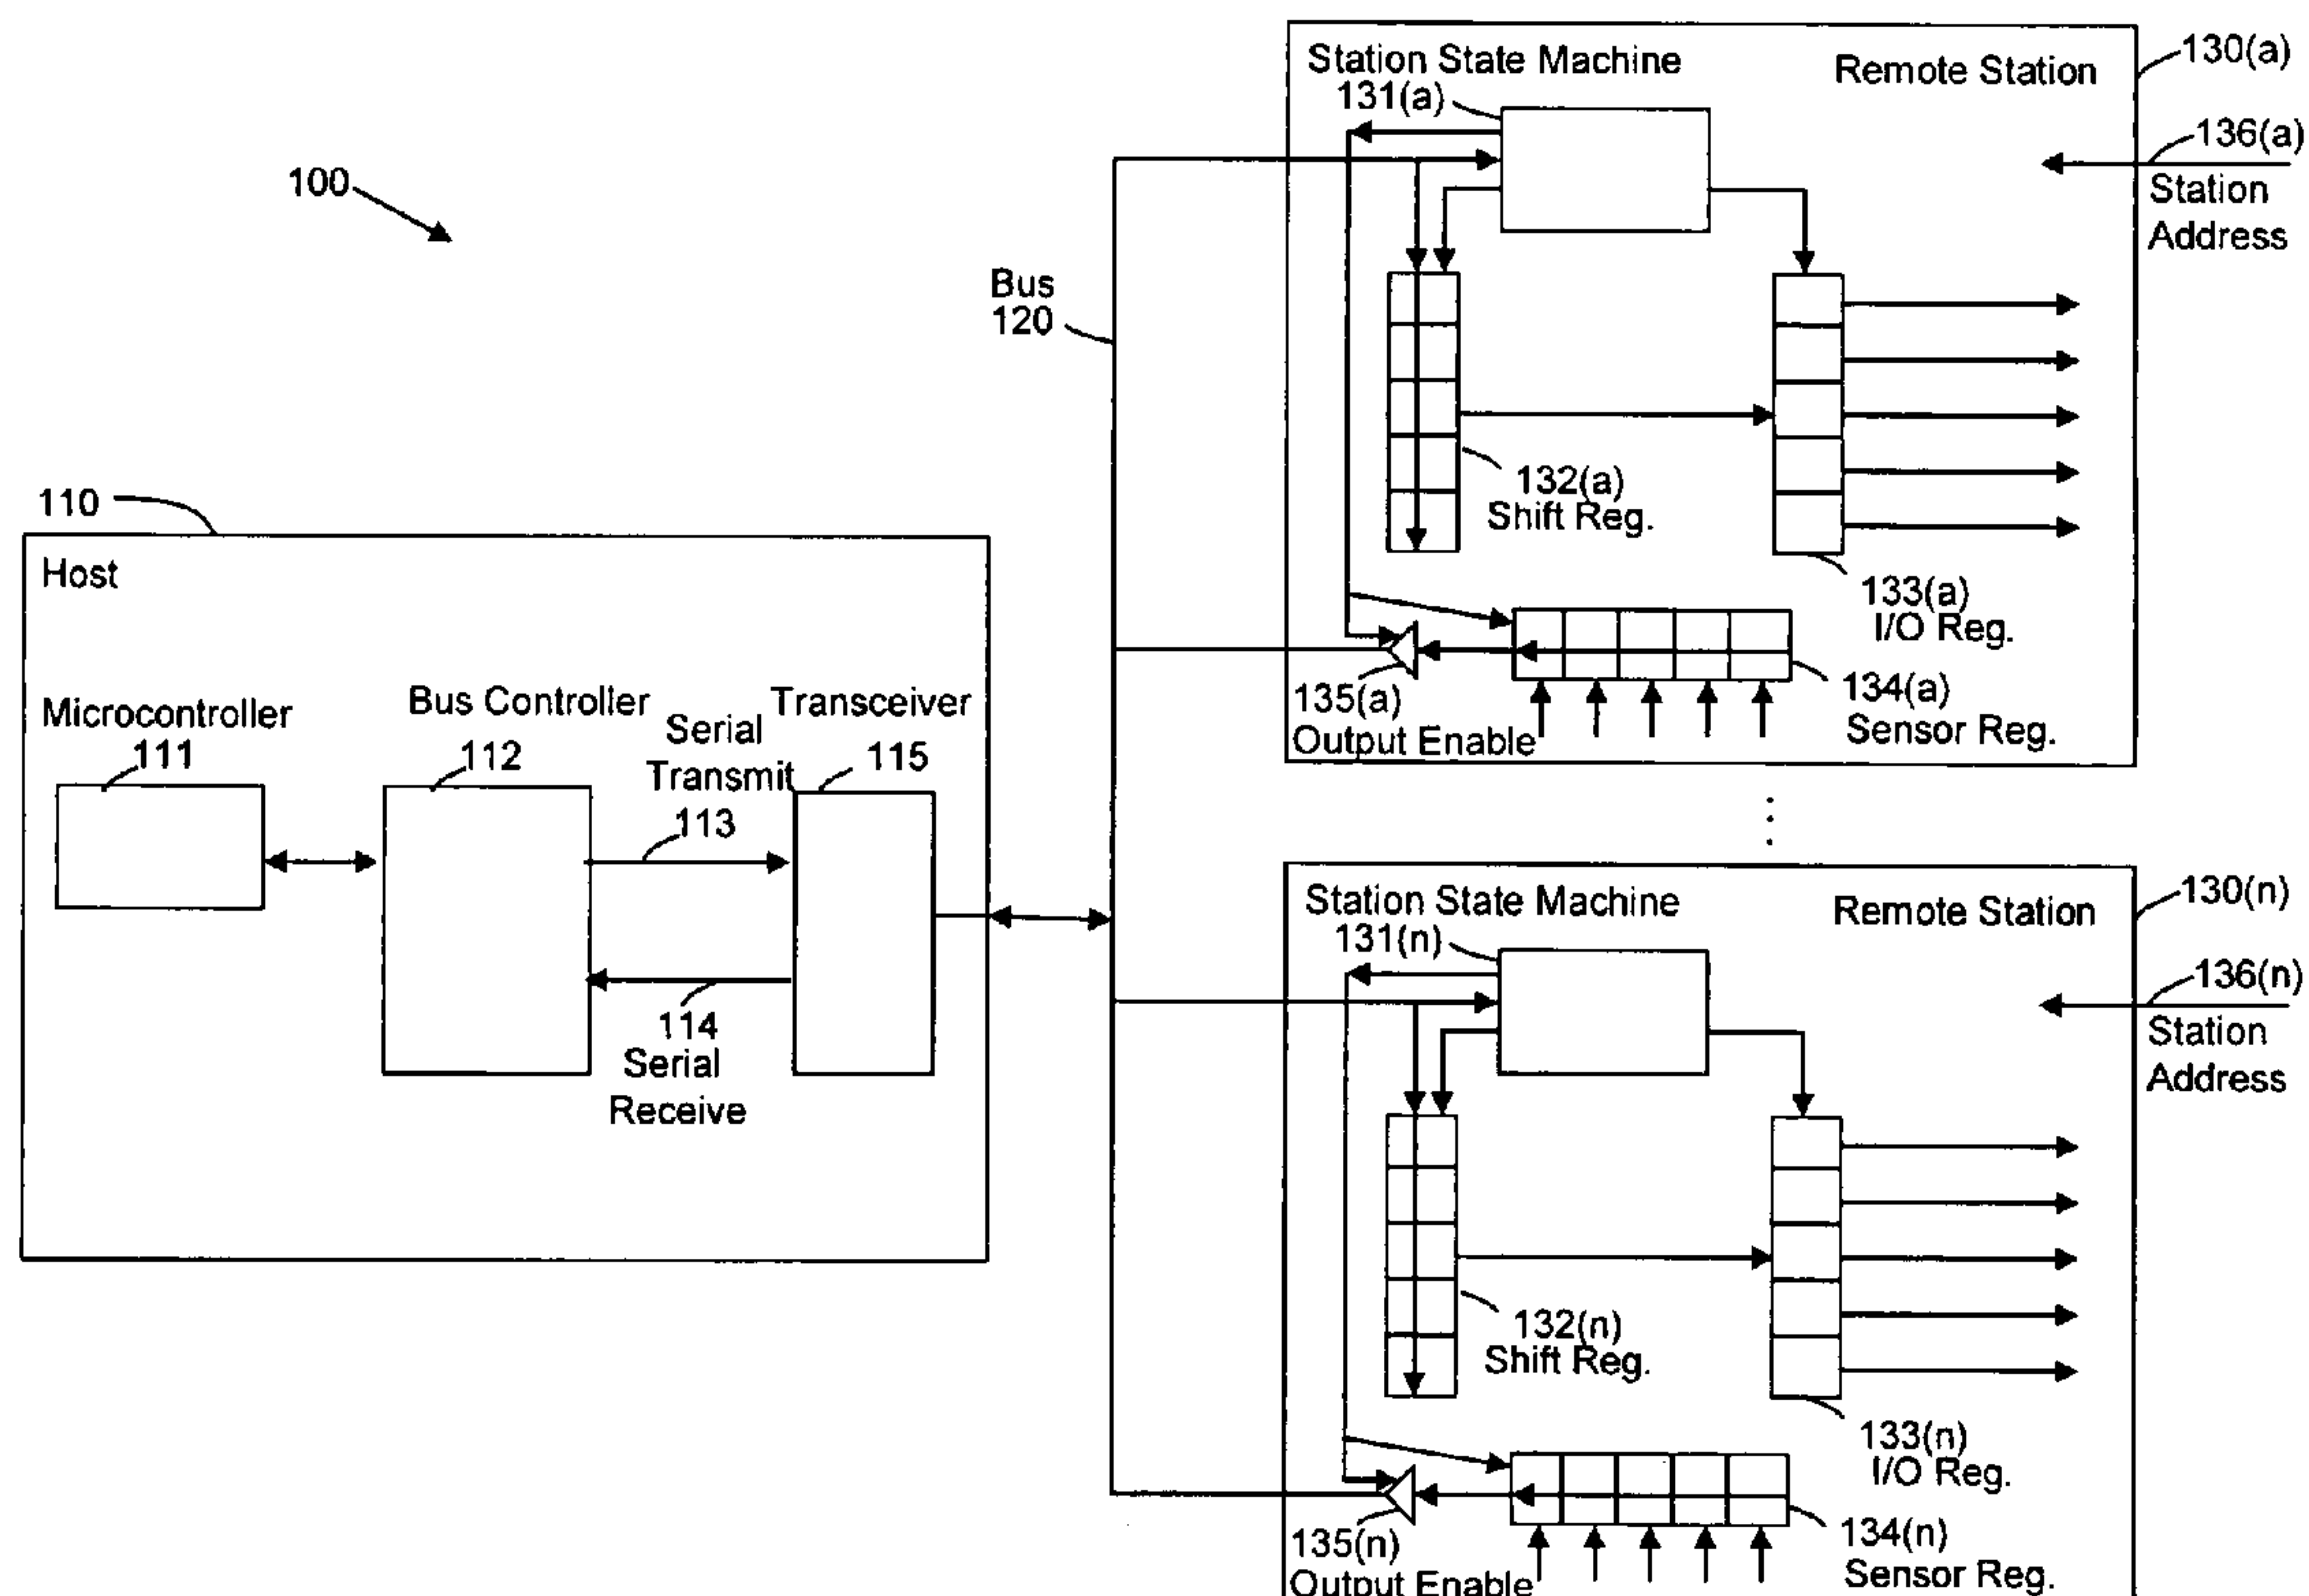 100
110
Host
Microcontroller
111
Bus Controller
112
Serial
Transmit
113
Transceiver
115
114
Serial
Receive
Bus
120
Station State Machine
131(a)
Remote Station
130(a)
136(a)
Station
Address
132(a)
Shift Reg.
133(a)
I/O Reg.
134(a)
Sensor Reg.
135(a)
Output Enable
Station State Machine
131(n)
Remote Station
130(n)
136(n)
Station
Address
132(n)
Shift Reg.
133(n)
I/O Reg.
134(n)
Sensor Reg.
135(n)
Output Enable